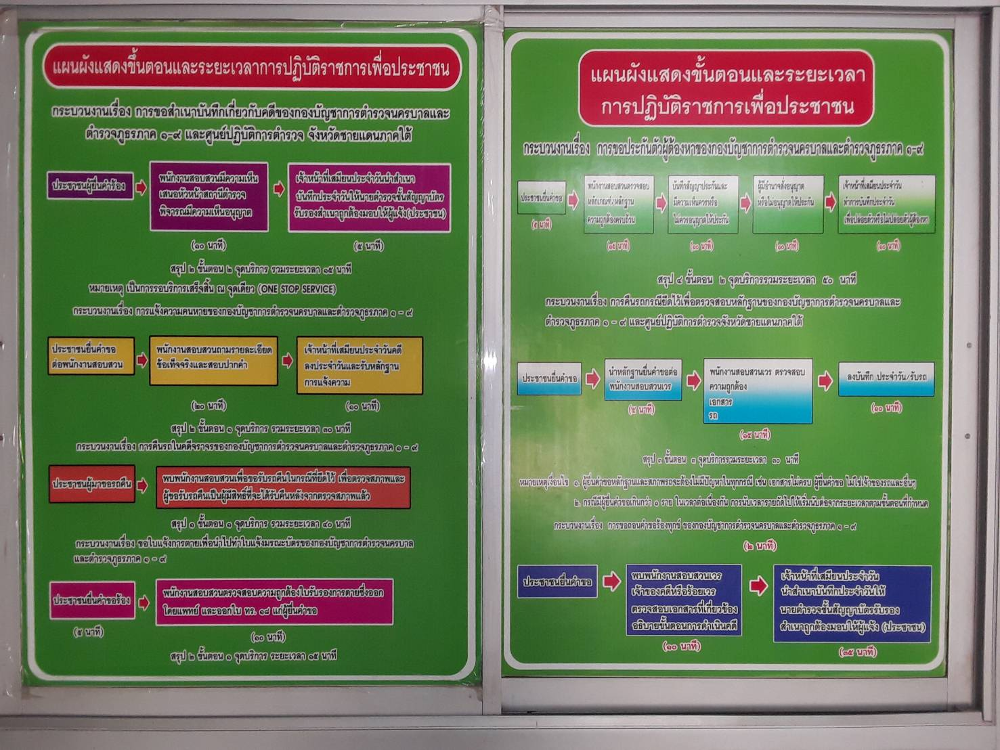 แผนผังแสดงขึ้นตอนและระยะเวลาการปฏิบัติราชการเพื่อประชาชน
กระบวนงานเรื่อง การขอสำเนาบันทึกเกี่ยวกับคดีของกองบัญชาการตำรวจนครบาลและ
ตำรวจภูธรภาค ๑-๙ และศูนย์ปฏิบัติการตำรวจ จังหวัดชายแดนภาคใต้
ประชาชนผู้ยื่นคำร้อง
พนักงานสอบสวนมีความเห็น
เสนอหัวหน้าสถานีตำรวจ
พิจารณมีความเห็นอนุญาต
(๑๐ นาที)
เจ้าหน้าที่เสมียนประจำวันนำสำเนา
บันทึกประจำวันให้นายตำรวจชั้นสัญญาบัตร
รับรองสำเนาถูกต้องมอบให้ผู้แจ้ง(ประชาชน)
(๕ นาที)
สรุป ๒ ขั้นตอน ๒ จุดบริการ รวมระยะเวลา ๑๕ นาที
หมายเหตุ เป็นการรอบริการเสร็จสิ้น ณ จุดเดียว (ONE STOP SERVICE)
กระบวนงานเรื่อง การแจ้งความคนหายของกองบัญชาการตำรวจนครบาลและตำรวจภูธรภาค ๑ - ๙
ประชาชนยื่นคำขอ
ต่อพนักงานสอบสวน
พนักงานสอบสวนถามรายละเอียด
ข้อเท็จจริงและสอบปากคำ
(๒๐ นาที)
เจ้าหน้าที่เสมียนประจำวันคดี
ลงประจำวันและรับหลักฐาน
การแจ้งความ
(๑๐ นาที)
สรุป ๒ ขั้นตอน ๑ จุดบริการ รวมระยะเวลา ๓๐ นาที
กระบวนงานเรื่อง การคืนรถในคดีจราจรของกองบัญชาการตำรวจนครบาลและตำรวจภูธรภาค ๑ - ๙
ประชาชนผู้มาขอรถคืน
พบพนักงานสอบสวนเพื่อขอรับรถคืนในกรณีที่ยึดไว้ เพื่อตรวจสภาพและ
ผู้ขอรับรถคืนเป็นผู้มีสิทธิ์ที่จะได้รับคืนหลังจากตรวจสภาพแล้ว
สรุป ๑ ขั้นตอน ๑ จุดบริการ รวมระยะเวลา ๔๐ นาที
กระบวนงานเรื่อง ขอใบแจ้งการตายเพื่อนำไปทำใบแจ้งมรณะบัตรของกองบัญชาการตำรวจนครบาล
และตำรวจภูธรภาค ๑ - ๙
ประชาชนยื่นคำขอร้อง
(๕ นาที)
พนักงานสอบสวนตรวจสอบความถูกต้องใบรับรองการตายซึ่งออก
โดยแพทย์ และออกใบ ทร. ๑๘ แก่ผู้ยื่นคำขอ
(๑๐ นาที)
สรุป ๒ ขั้นตอน ๑ จุดบริการ ระยะเวลา ๑๕ นาที
แผนผังแสดงขั้นตอนและระยะเวลา
การปฏิบัติราชการเพื่อประชาชน
กระบวนงานเรื่อง การขอประกันตัวผู้ต้องหาของกองบัญชาการตำรวจนครบาลและตำรวจภูธรภาค ๑-๙
ประชาชนยื่นคำขอ
(๕ นาที)
พนักงานสอบสวนตรวจสอบ
หลักเกณฑ์/หลักฐาน
ความถูกต้องครบถ้วน
(๑๕ นาที)
บันทึกสัญญาประกันและ
มีความเห็นควรหรือ
ไม่ควรอนุญาตให้ประกัน
(๑๐ นาที)
ผู้มีอำนาจสั่งอนุญาต
หรือไม่อนุญาตให้ประกัน
(๑๐ นาที)
เจ้าหน้าที่เสมียนประจำวัน
ทำการบันทึกประจำวัน
เพื่อปล่อยตัวหรือไม่ปล่อยตัวผู้ต้องหา
(๑๐ นาที)
สรุป ๔ ขั้นตอน ๒ จุดบริการรวมระยะเวลา ๕๐ นาที
กระบวนงานเรื่อง การคืนรถกรณียึดไว้เพื่อตรวจสอบหลักฐานของกองบัญชาการตำรวจนครบาลและ
ตำรวจภูธรภาค ๑ - ๙ และศูนย์ปฏิบัติการตำรวจจังหวัดชายแดนภาคใต้
ประชาชนยื่นคำขอ
นำหลักฐานยื่นคำขอต่อ
พนักงานสอบสวนเวร
(๕ นาที)
พนักงานสอบสวนเวร ตรวจสอบ
ความถูกต้อง
เอกสาร
รถ
(๑๕ นาที)
ลงบันทึก ประจำวัน/รับรถ
(๑๐ นาที)
สรุป ๓ ขั้นตอน ๓ จุดบริการรวมระยะเวลา ๓๐ นาที
หมายเหตุเงื่อนไข ๑. ผู้ยื่นคำขอหลักฐานและสภาพรถจะต้องไม่มีปัญหาในทุกกรณี เช่น เอกสารไม่ครบ ผู้ยื่นคำขอ ไม่ใช่เจ้าของรถและอื่นๆ
๒. กรณีมีผู้ยื่นคำขอเกินกว่า ๑ ราย ในเวลาต่อเนื่องกัน การนับเวลารายถัดไปให้เริ่มนับต่อจากระยะเวลาตามขั้นตอนที่กำหนด
กระบวนงานเรื่อง การขอถอนคำขอร้องทุกข์ ของกองบัญชาการตำรวจนครบาลและตำรวจภูธรภาค ๑ - ๙
(๒ นาที)
ประชาชนยื่นคำขอ
พบพนักงานสอบสวนเวร
เจ้าของคดีหรือร้อยเวร
ตรวจสอบเอกสารที่เกี่ยวข้อง
อธิบายขั้นตอนการดำเนินคดี
(๑๐ นาที)
เจ้าหน้าที่เสมียนประจำวัน
นำสำเนาบันทึกประจำวันให้
นายตำรวจชั้นสัญญาบัตรรับรอง
สำเนาถูกต้องมอบให้ผู้แจ้ง (ประชาชน)
(๓๕ นาที)